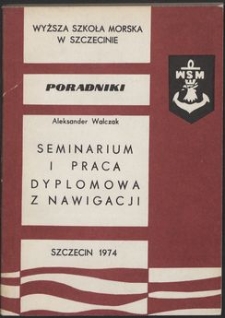 WYŻSZA SZKOŁA MORSKA
W SZCZECINIE
WSM
PORADNIKI
Aleksander Walczak
SEMINARIUM
I PRACA
DYPLOMOWA
Z NAWIGACJI
SZCZECIN 1974